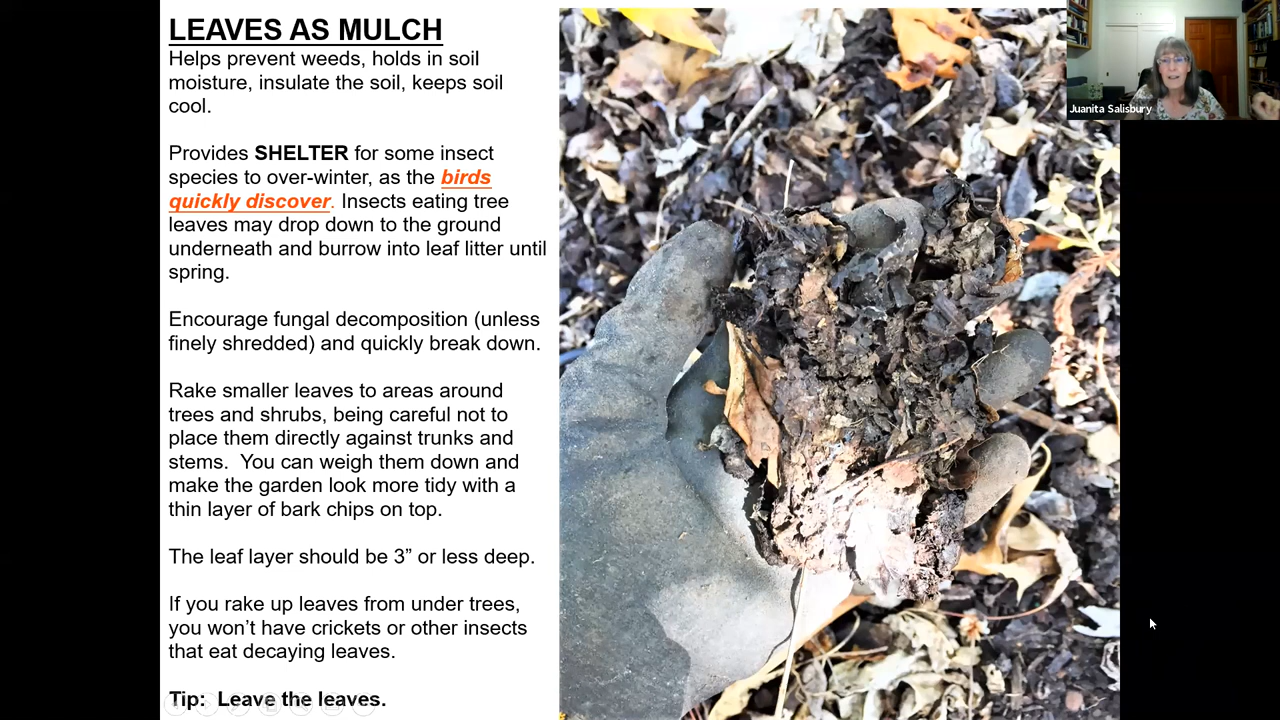 LEAVES AS MULCH
Helps prevent weeds, holds in soil
moisture, insulate the soil, keeps soil
cool.
Provides SHELTER for some insect
species to over-winter, as the birds
quickly discover. Insects eating tree
leaves may drop down to the ground
underneath and burrow into leaf litter until
spring.
Encourage fungal decomposition (unless
finely shredded) and quickly break down.
Rake smaller leaves to areas around
trees and shrubs, being careful not to
place them directly against trunks and
stems.  You can weigh them down and
make the garden look more tidy with a
thin layer of bark chips on top.
The leaf layer should be 3” or less deep.
If you rake up leaves from under trees,
you won’t have crickets or other insects
that eat decaying leaves.
Tip:  Leave the leaves.
Juanita Salisbury